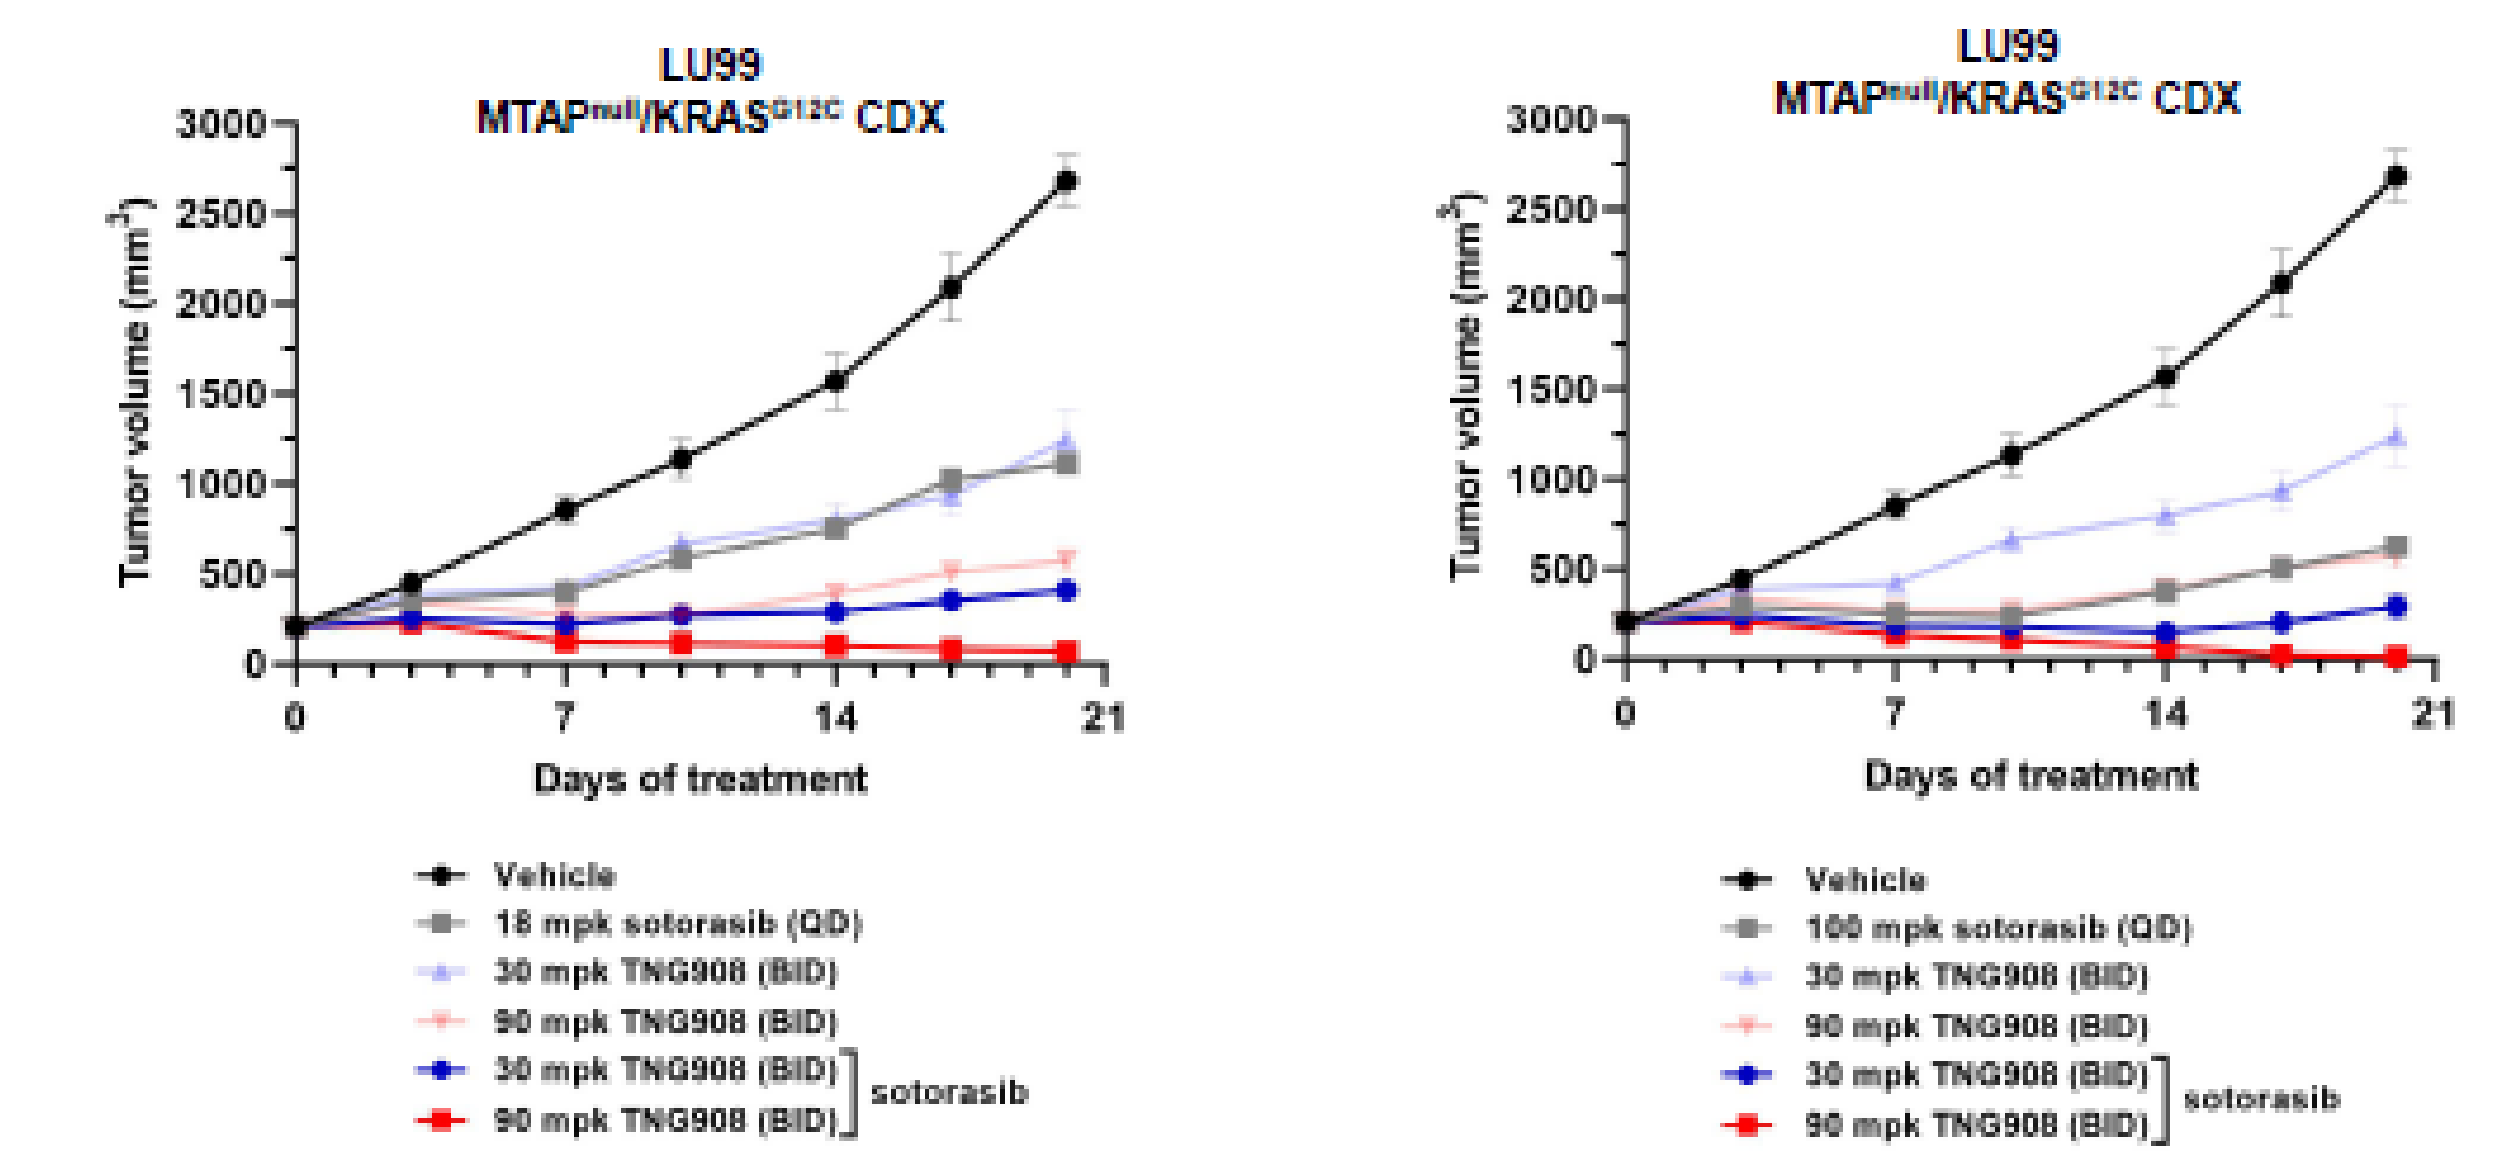 LU99
MTAPnull/KRASG12C CDX
3000
2500
2000
1500
1000
500
0
Tumor volume (mm3)
0 7 14 21
Days of treatment
Vehicle
18 mpk sotorasib (QD)
30 mpk TNG908 (BID)
90 mpk TNG908 (BID)
30 mpk TNG908 (BID)
90 mpk TNG908 (BID)
sotorasib
LU99
MTAPnull/KRASG12C CDX
3000
2500
2000
1500
1000
500
0
Tumor volume (mm3)
0 7 14 21
Days of treatment
Vehicle
100 mpk sotorasib (QD)
30 mpk TNG908 (BID)
90 mpk TNG908 (BID)
30 mpk TNG908 (BID)
90 mpk TNG908 (BID)
sotorasib